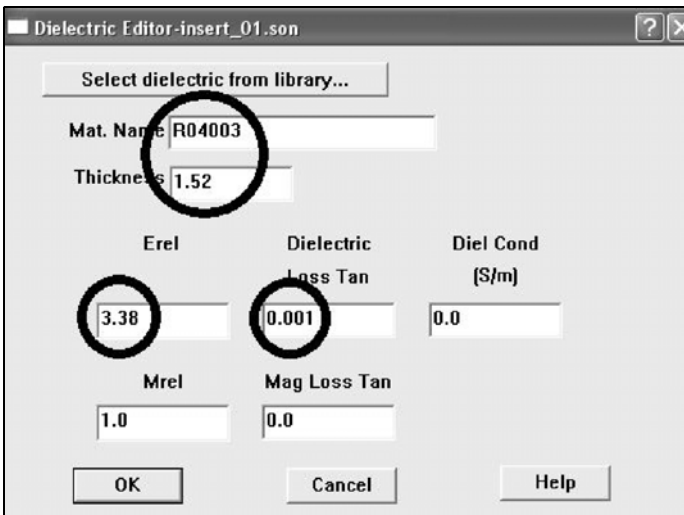 Dielectric Editor-insert_01.son
Select dielectric from library...
Mat. Name R04003
Thickness 1.52
Erel Dielectric Loss Tan Diel Cond (S/m)
3.38 0.001 0.0
Mrel Mag Loss Tan
1.0 0.0
OK Cancel Help